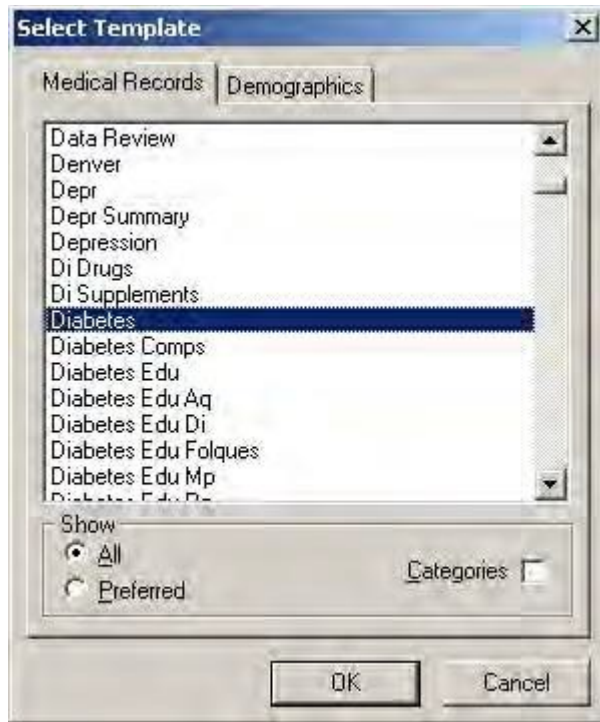 Select Template
Medical Records Demographics
Data Review
Denver
Depr
Depr Summary
Depression
Di Drugs
Di Supplements
Diabetes
Diabetes Comps
Diabetes Edu
Diabetes Edu Aq
Diabetes Edu Di
Diabetes Edu Folques
Diabetes Edu Mp
Diabetes Edu
Show
All
Categories
Preferred
OK Cancel